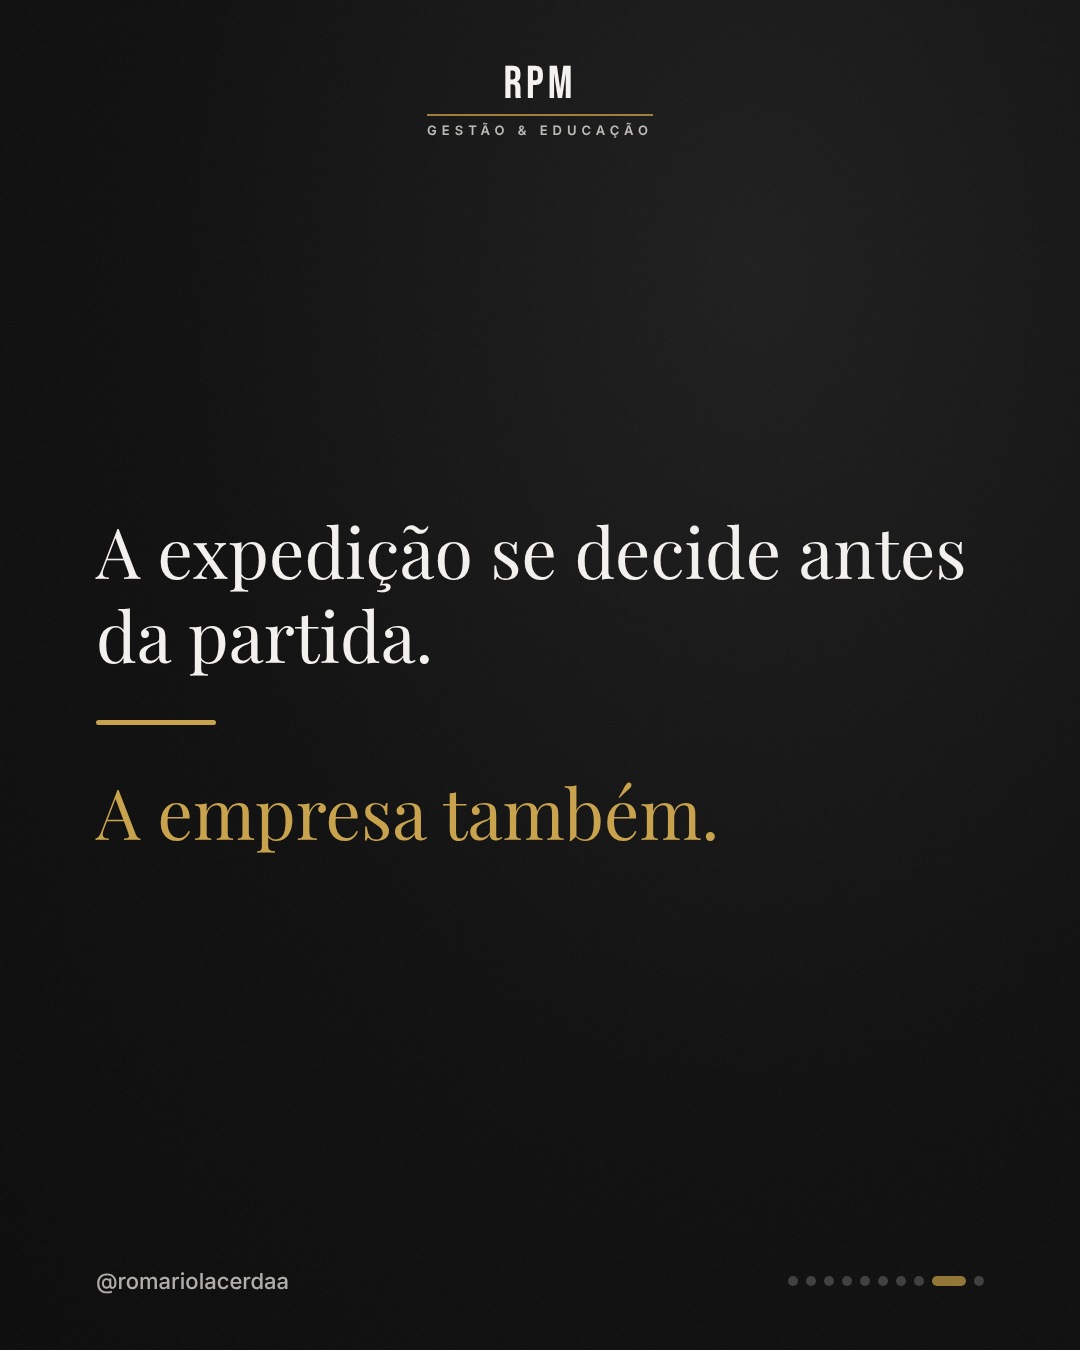 RPM
GESTÃO & EDUCAÇÃO
A expedição se decide antes
da partida.
A empresa também.
@romariolacerdaa